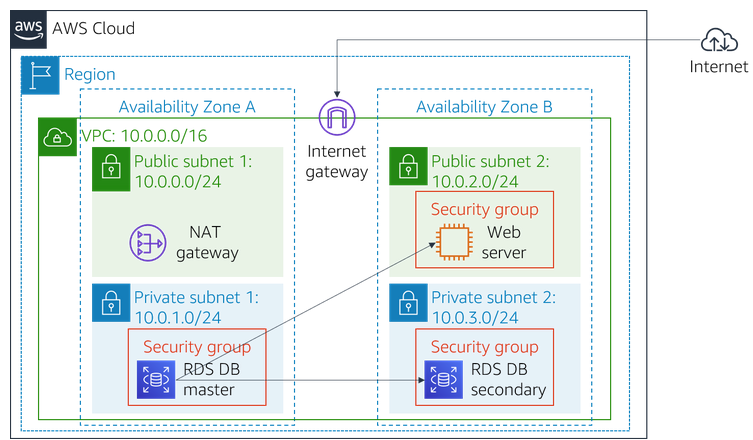 aws
AWS Cloud
Internet
Region
Availability Zone A
Availability Zone B
VPC: 10.0.0.0/16
Internet
gateway
Public subnet 1:
10.0.0.0/24
NAT
gateway
Public subnet 2:
10.0.2.0/24
Security group
Web
server
Private subnet 1:
10.0.1.0/24
Security group
RDS DB
master
Private subnet 2:
10.0.3.0/24
Security group
RDS DB
secondary